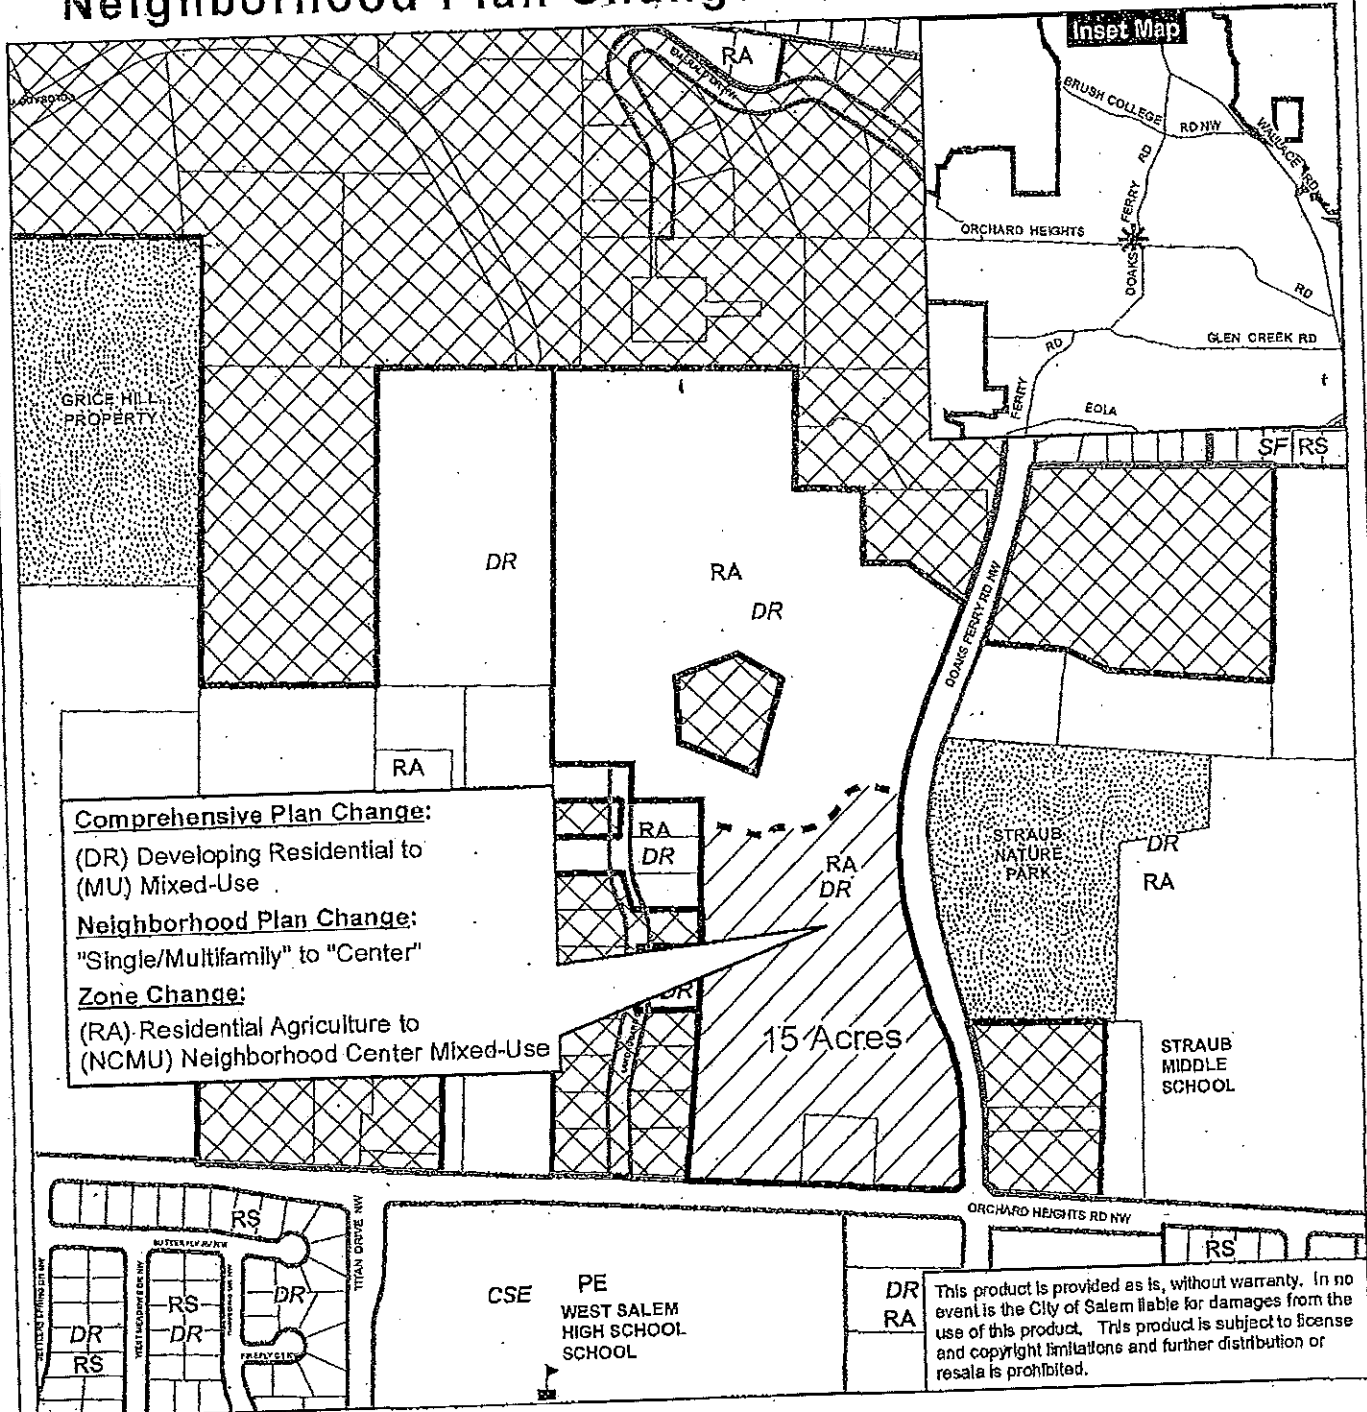 Neighborhood Plan Change
RA
Inset Map
BRUSH COLLEGE
RD NW
WALLACE RD
RD
FERRY
DOAKS
ORCHARD HEIGHTS
RD
GLEN CREEK RD
RD
FERRY
EOLA
SF RS
GRICE HILL
PROPERTY
DR
RA
DR
DOAKS FERRY RD NW
RA
Comprehensive Plan Change:
(DR) Developing Residential to
(MU) Mixed-Use
Neighborhood Plan Change:
"Single/Multifamily" to "Center"
Zone Change:
(RA) Residential Agriculture to
(NCMU) Neighborhood Center Mixed-Use
RA
DR
DR
RA
DR
15 Acres
STRAUB
NATURE
PARK
DR
RA
STRAUB
MIDDLE
SCHOOL
ORCHARD HEIGHTS RD NW
RS
TITAN DRIVE NW
DR
RS
DR
DR
RS
CSE
PE
WEST SALEM
HIGH SCHOOL
SCHOOL
RS
DR
RA
This product is provided as is, without warranty. In no
event is the City of Salem liable for damages from the
use of this product. This product is subject to license
and copyright limitations and further distribution or
resale is prohibited.